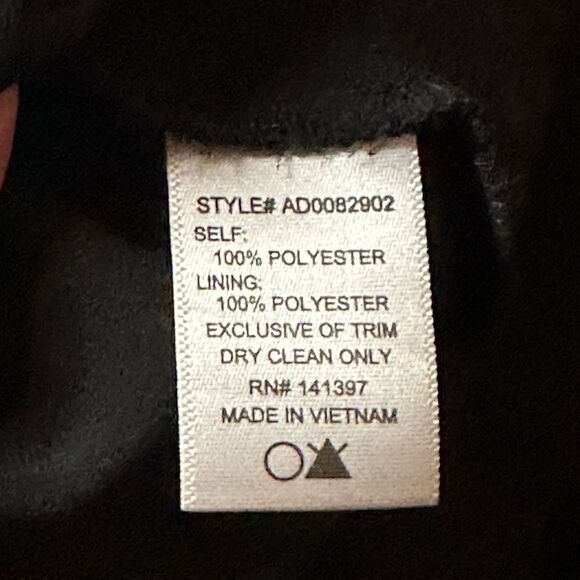 STYLE# AD0082902
SELF:
100% POLYESTER
LINING:
100% POLYESTER
EXCLUSIVE OF TRIM
DRY CLEAN ONLY
RN# 141397
MADE IN VIETNAM